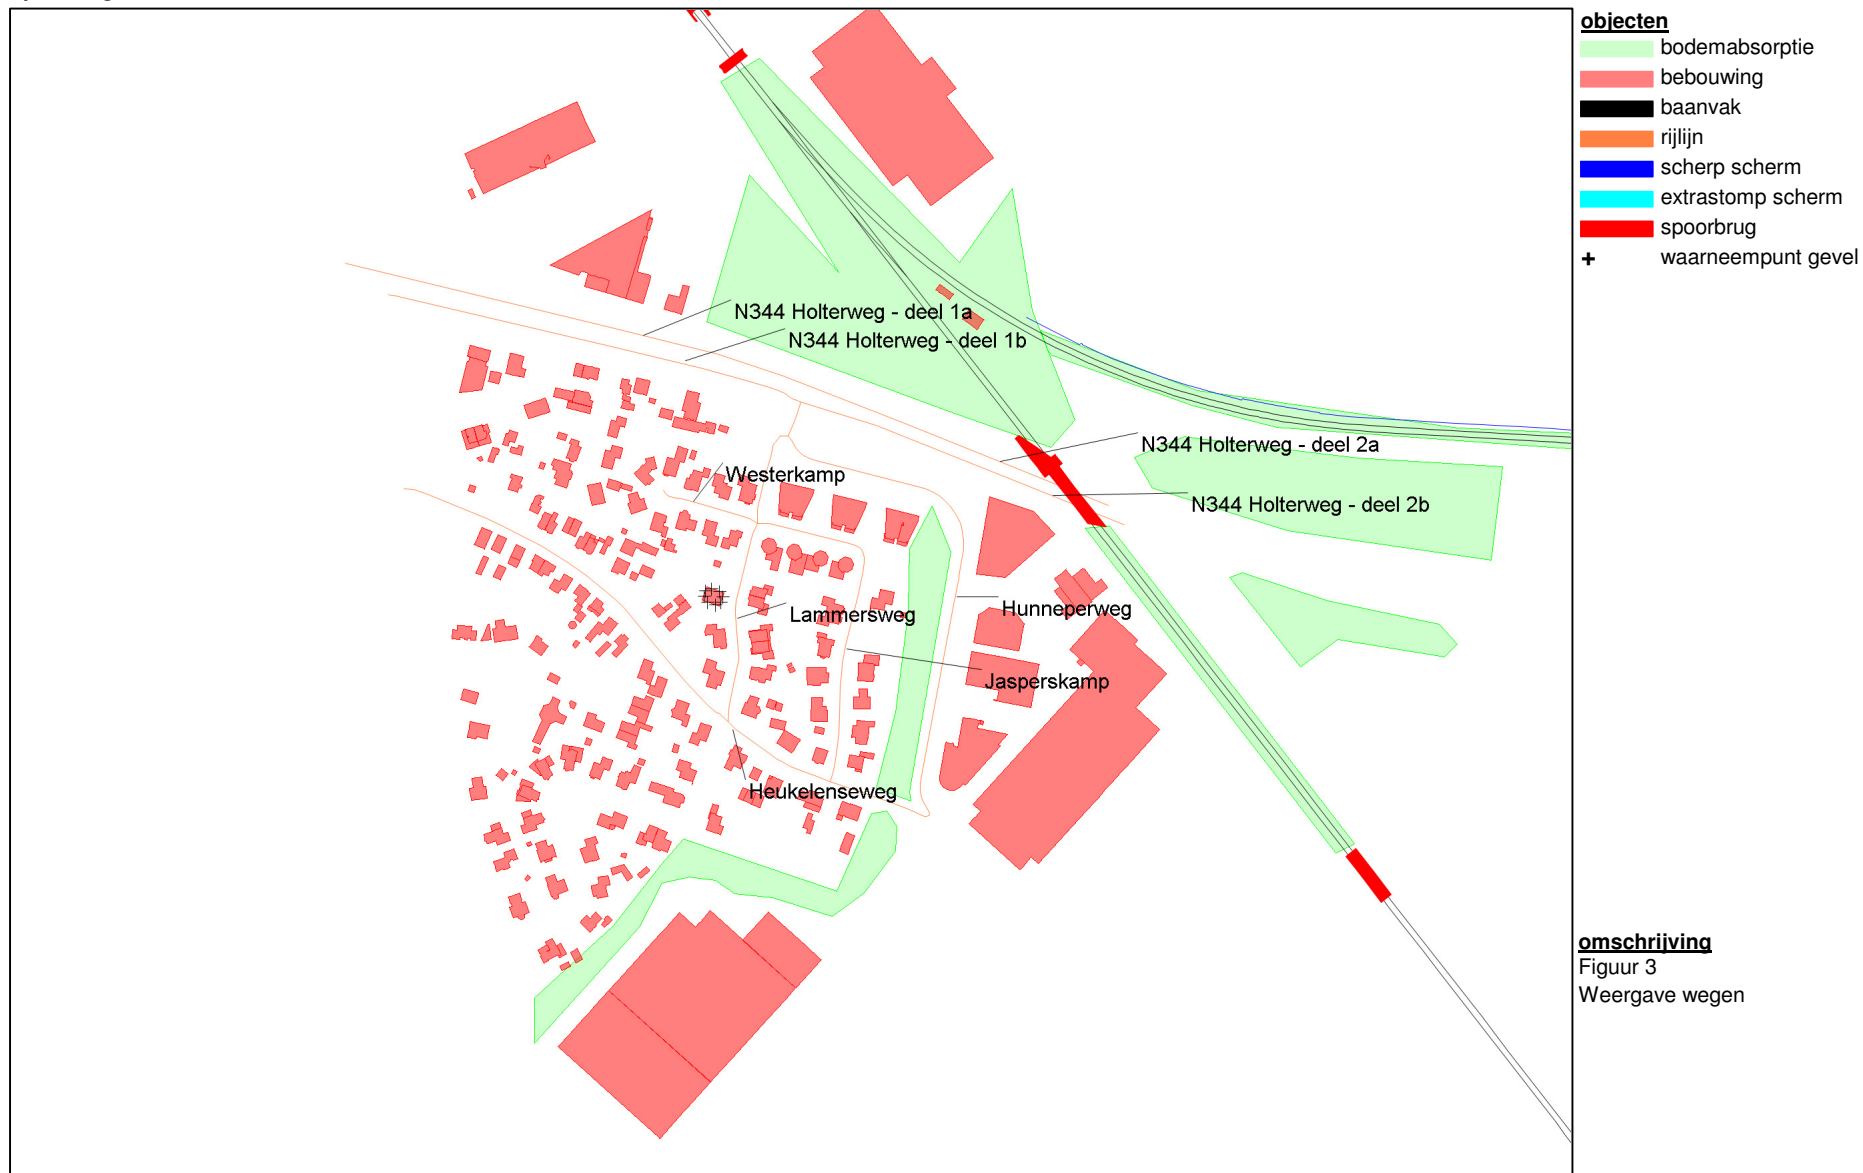 objecten
bodemabsorptie
bebouwing
baanvak
rijlijn
scherp scherm
extrastomp scherm
spoorbrug
waarneempunt gevel
N344 Holterweg - deel 1a
N344 Holterweg - deel 1b
N344 Holterweg - deel 2a
Westerkamp
N344 Holterweg - deel 2b
Lammersweg
Hunneperweg
Jasperskamp
Heukelenseweg
omschrijving
Figuur 3
Weergave wegen